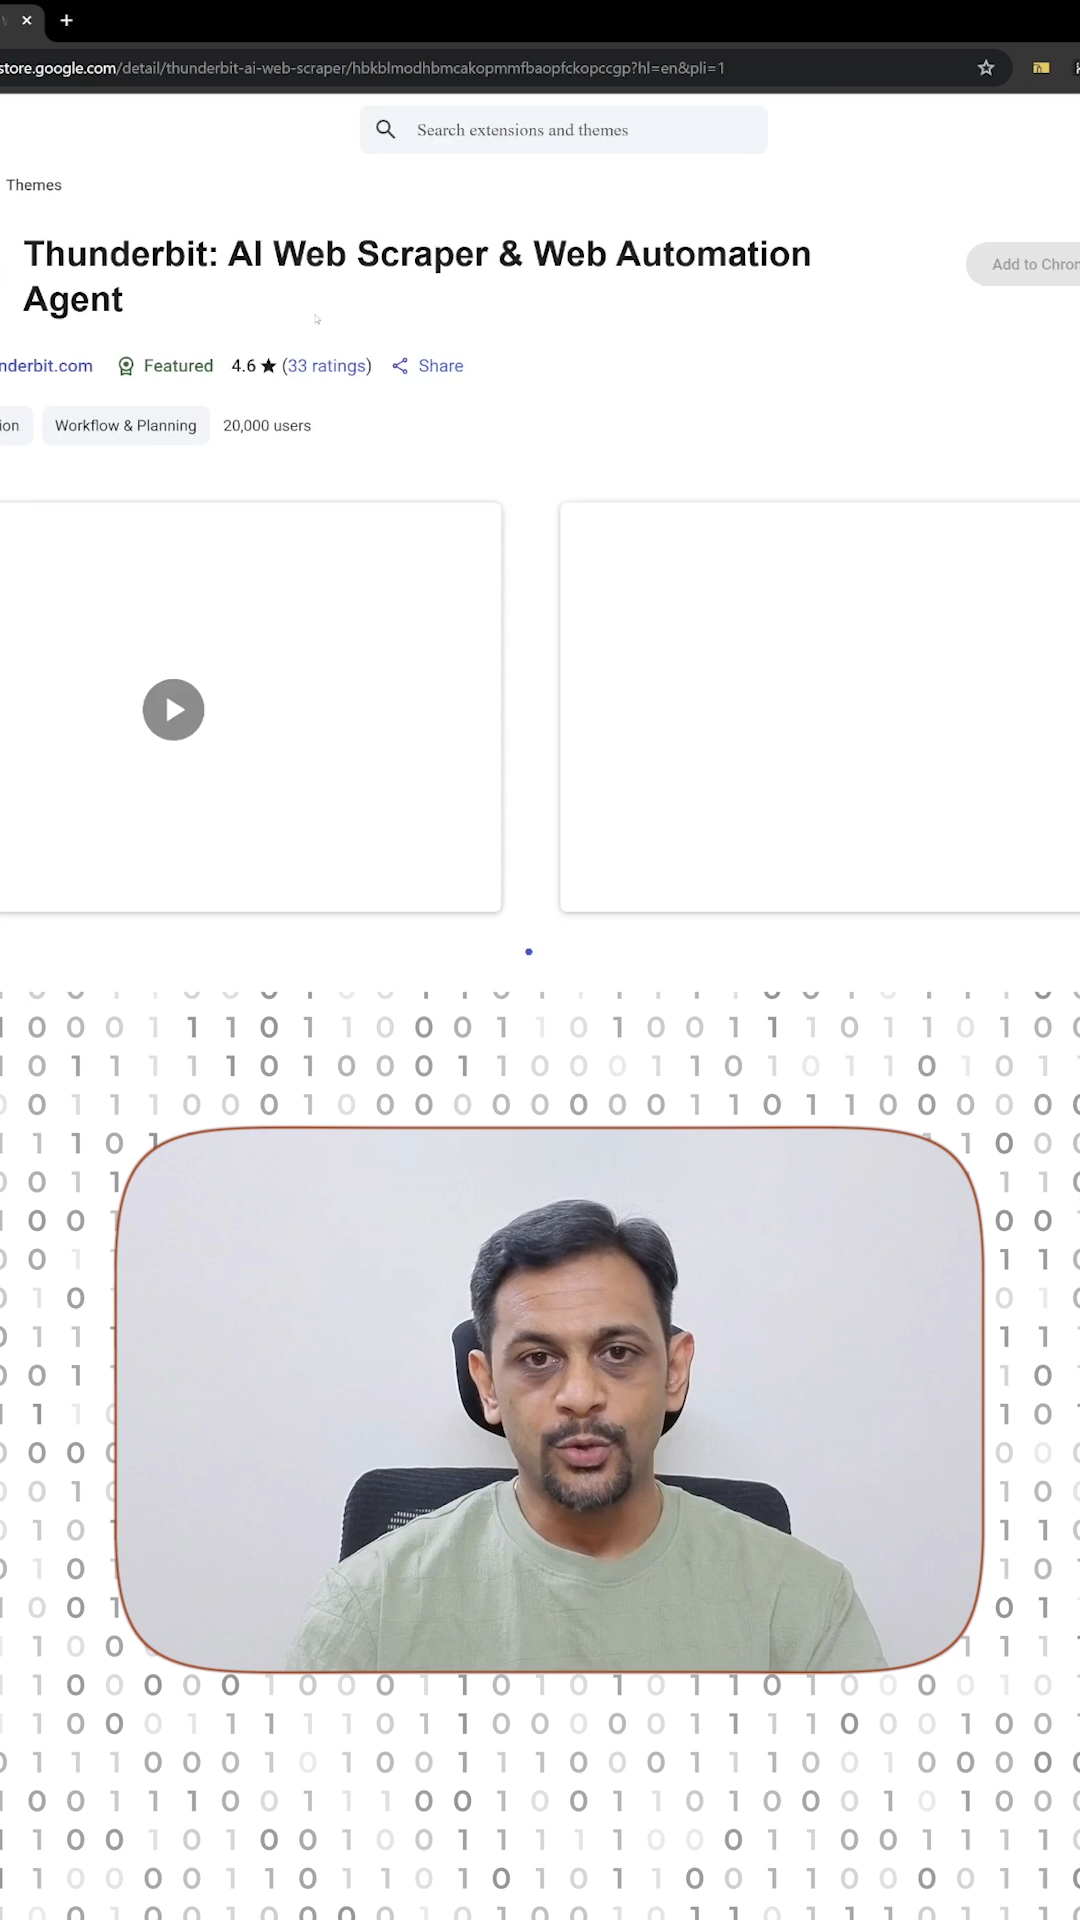 store.google.com/detail/thunderbit-ai-web-scraper/hbkblmodhbmcakopmmfbaopfckopccgp?hl=en&pli=1
Search extensions and themes
Themes
Thunderbit: AI Web Scraper & Web Automation
Agent
Add to Chrom
nderbit.com
Featured
4.6 ★ (33 ratings)
Share
ion
Workflow & Planning
20,000 users